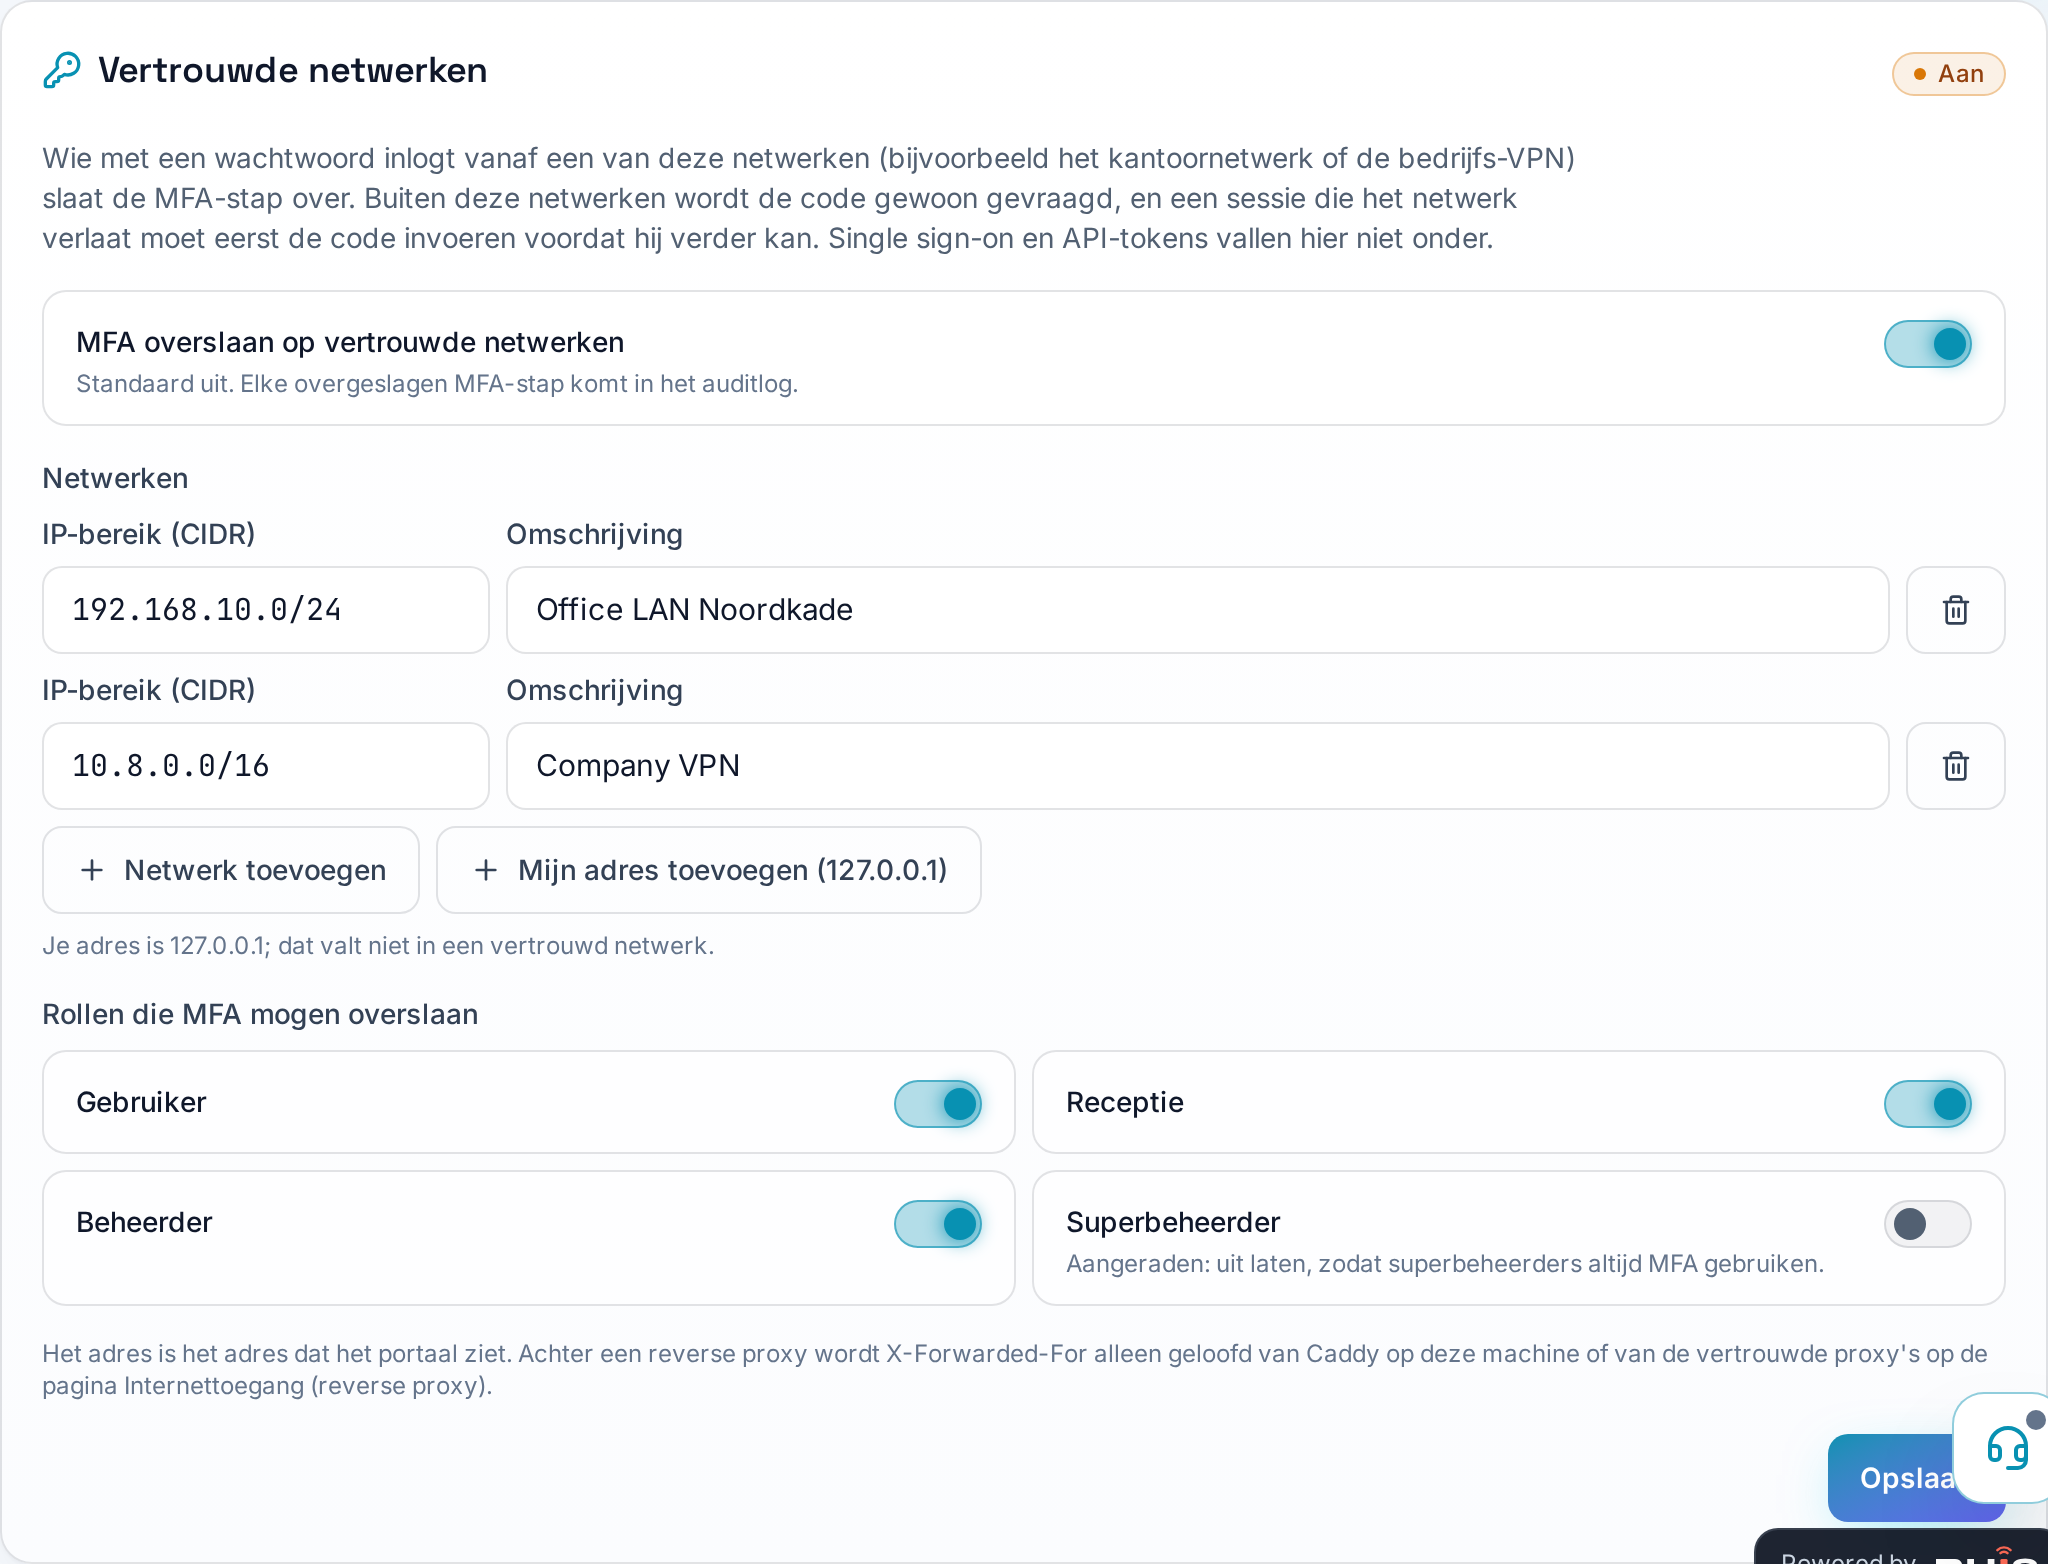 Vertrouwde netwerken
Aan
Wie met een wachtwoord inlogt vanaf een van deze netwerken (bijvoorbeeld het kantoornetwerk of de bedrijfs-VPN)
slaat de MFA-stap over. Buiten deze netwerken wordt de code gewoon gevraagd, en een sessie die het netwerk
verlaat moet eerst de code invoeren voordat hij verder kan. Single sign-on en API-tokens vallen hier niet onder.
MFA overslaan op vertrouwde netwerken
Standaard uit. Elke overgeslagen MFA-stap komt in het auditlog.
Netwerken
IP-bereik (CIDR) Omschrijving
192.168.10.0/24 Office LAN Noordkade
IP-bereik (CIDR) Omschrijving
10.8.0.0/16 Company VPN
+ Netwerk toevoegen + Mijn adres toevoegen (127.0.0.1)
Je adres is 127.0.0.1; dat valt niet in een vertrouwd netwerk.
Rollen die MFA mogen overslaan
Gebruiker Receptie
Beheerder Superbeheerder
Aangeraden: uit laten, zodat superbeheerders altijd MFA gebruiken.
Het adres is het adres dat het portaal ziet. Achter een reverse proxy wordt X-Forwarded-For alleen geloofd van Caddy op deze machine of van de vertrouwde proxy's op de
pagina Internettoegang (reverse proxy).
Opslaa
Powered by